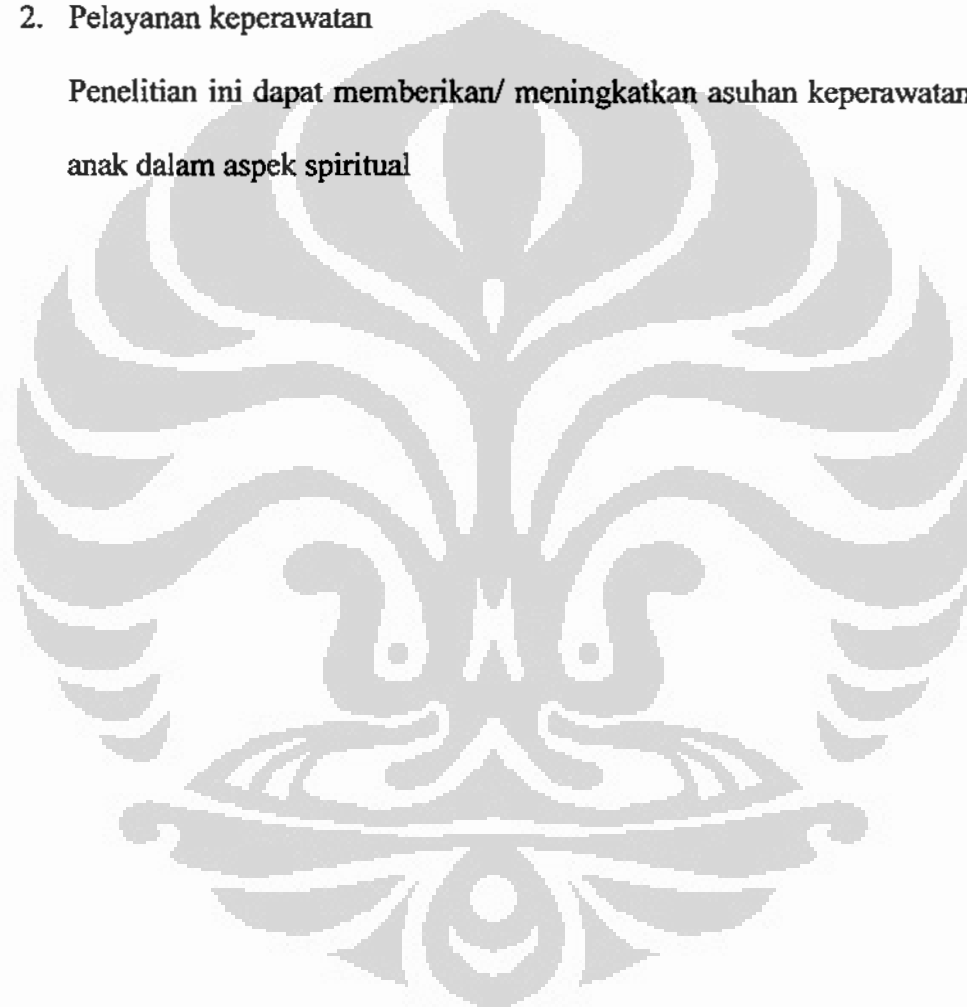 2. Pelayanan keperawatan
Penelitian ini dapat memberikan/ meningkatkan asuhan keperawatan
anak dalam aspek spiritual